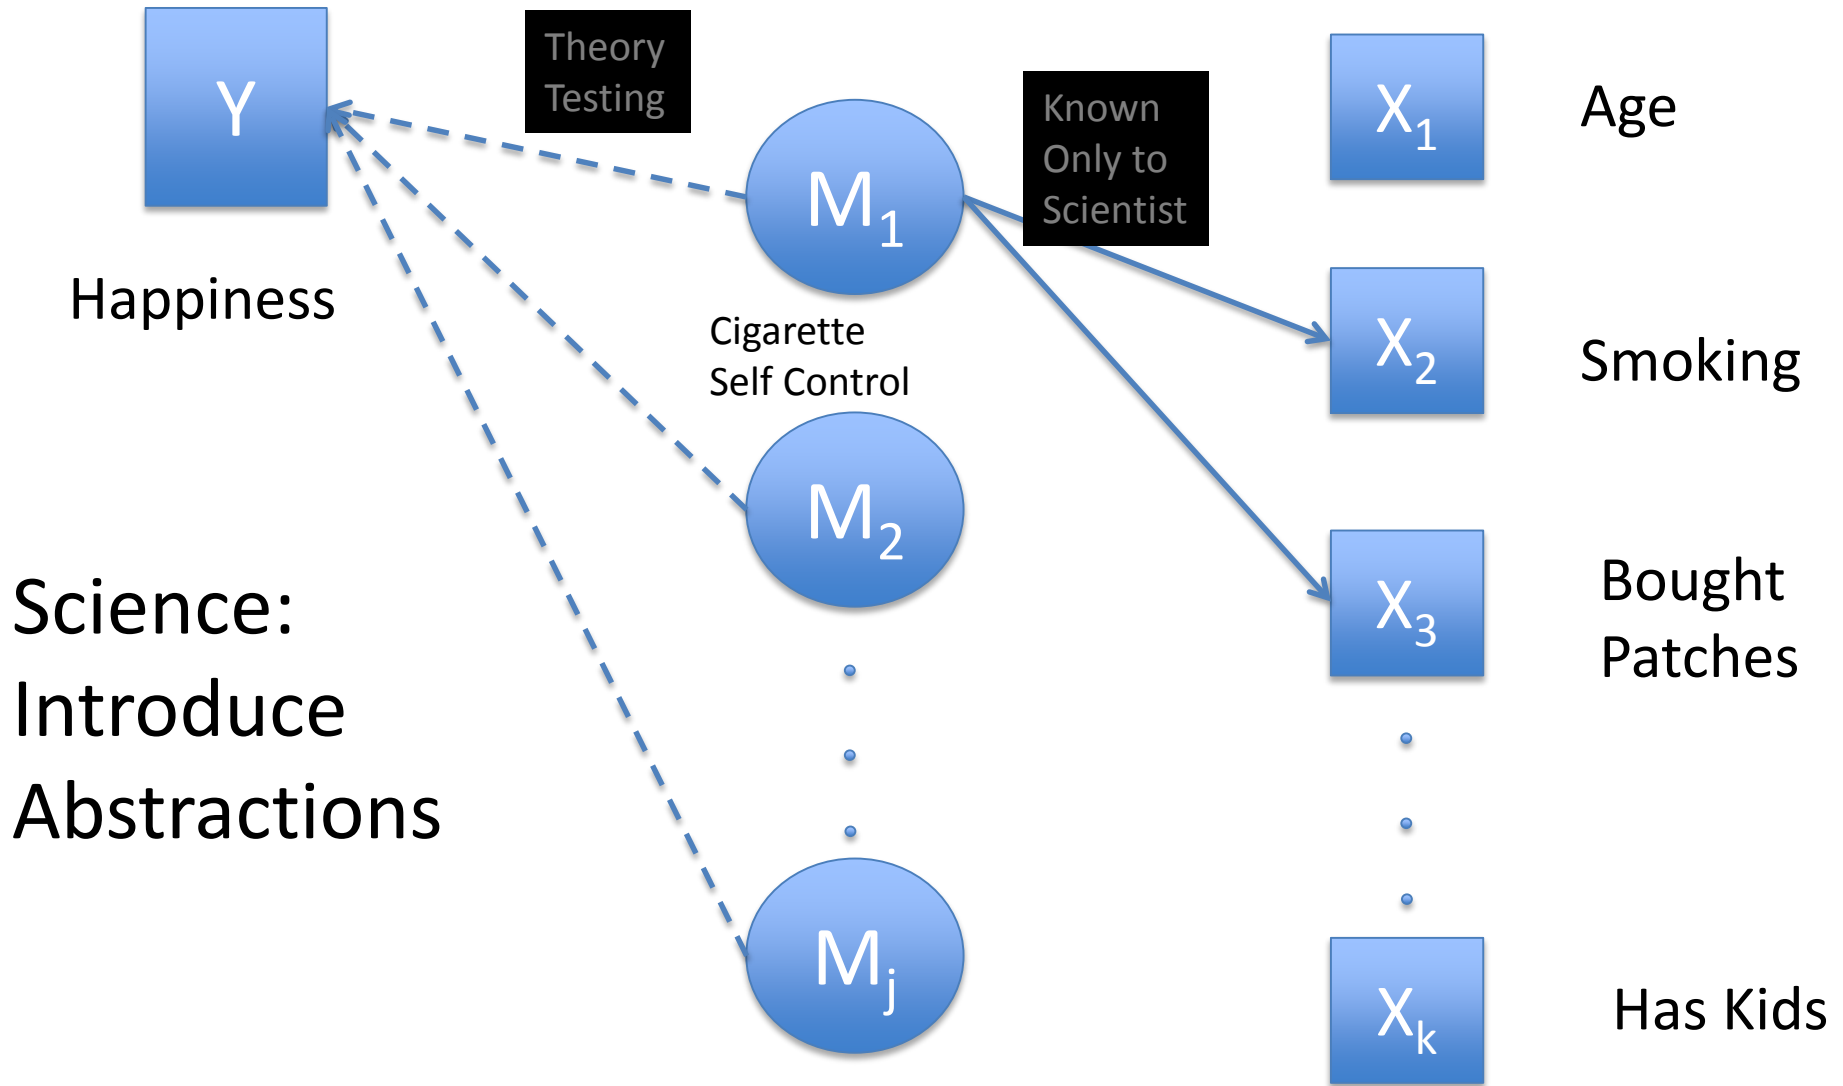 Y
Happiness
Science:
Introduce
Abstractions
Theory
Testing
M1
Cigarette
Self Control
M2
Mj
Known
Only to
Scientist
X1
Age
X2
Smoking
X3
Bought
Patches
Xk
Has Kids